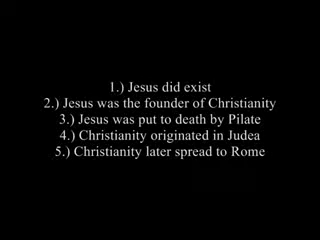 1.) Jesus did exist
2.) Jesus was the founder of Christianity
3.) Jesus was put to death by Pilate
4.) Christianity originated in Judea
5.) Christianity later spread to Rome